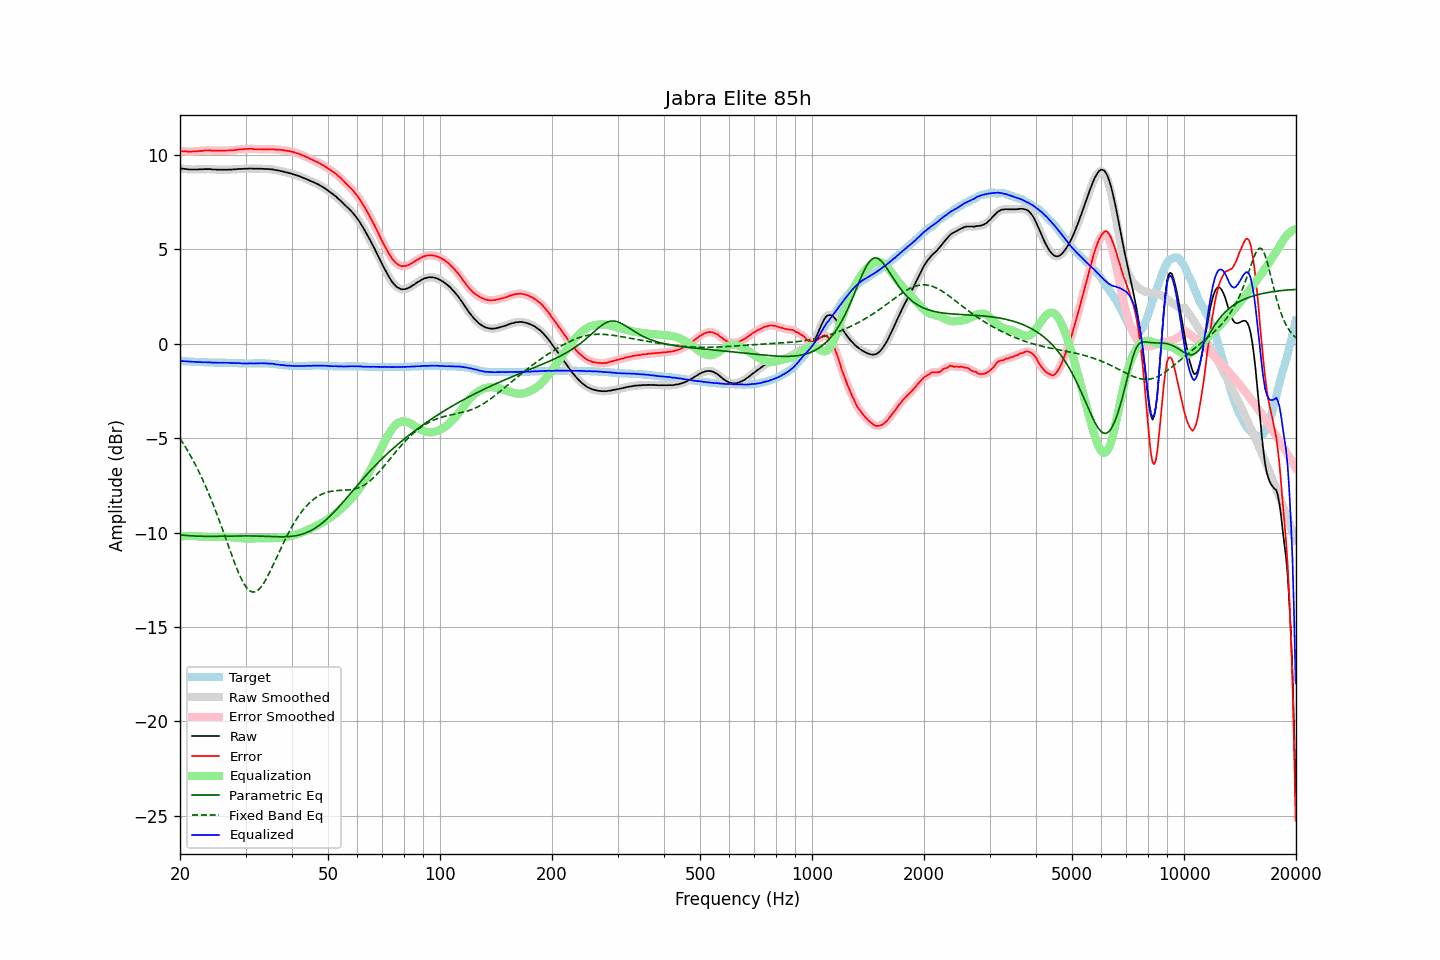 Jabra Elite 85h
Amplitude (dBr)
10
5
0
−5
−10
−15
−20
−25
Target
Raw Smoothed
Error Smoothed
Raw
Error
Equalization
Parametric Eq
Fixed Band Eq
Equalized
20 50 100 200 500 1000 2000 5000 10000 20000
Frequency (Hz)